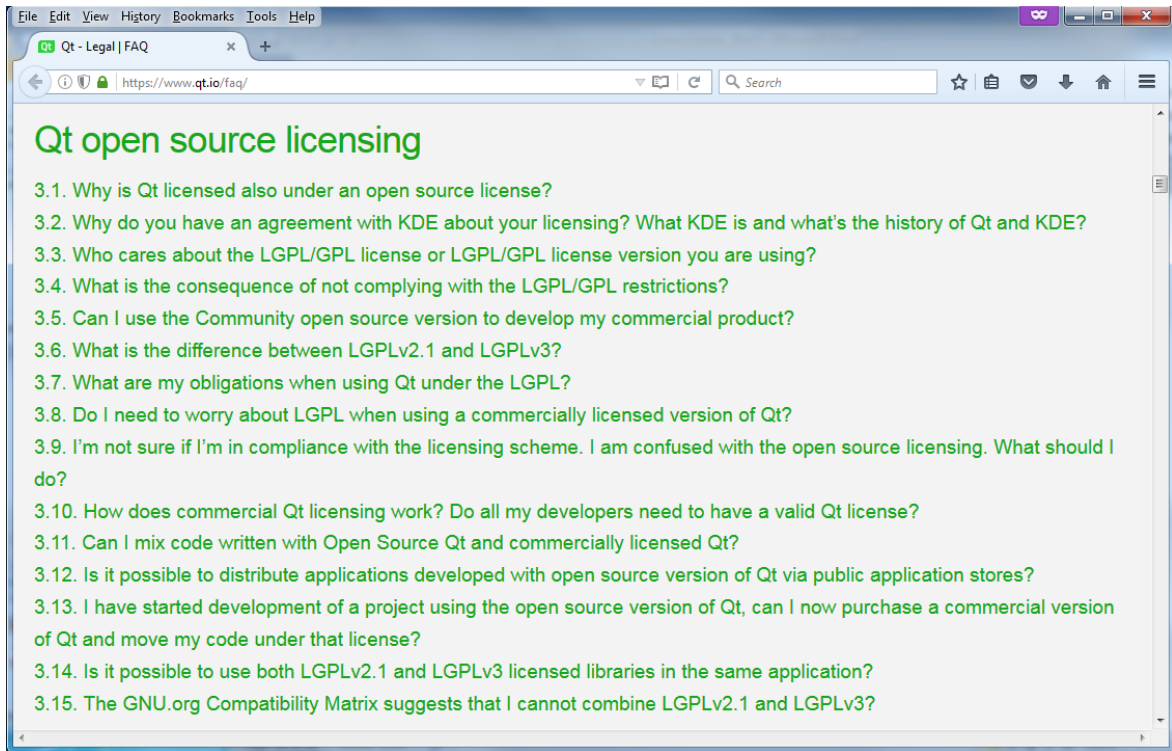 File Edit View History Bookmarks Tools Help
Qt Qt - Legal | FAQ × +
https://www.qt.io/faq/ Search
Qt open source licensing
3.1. Why is Qt licensed also under an open source license?
3.2. Why do you have an agreement with KDE about your licensing? What KDE is and what's the history of Qt and KDE?
3.3. Who cares about the LGPL/GPL license or LGPL/GPL license version you are using?
3.4. What is the consequence of not complying with the LGPL/GPL restrictions?
3.5. Can I use the Community open source version to develop my commercial product?
3.6. What is the difference between LGPLv2.1 and LGPLv3?
3.7. What are my obligations when using Qt under the LGPL?
3.8. Do I need to worry about LGPL when using a commercially licensed version of Qt?
3.9. I'm not sure if I'm in compliance with the licensing scheme. I am confused with the open source licensing. What should I
do?
3.10. How does commercial Qt licensing work? Do all my developers need to have a valid Qt license?
3.11. Can I mix code written with Open Source Qt and commercially licensed Qt?
3.12. Is it possible to distribute applications developed with open source version of Qt via public application stores?
3.13. I have started development of a project using the open source version of Qt, can I now purchase a commercial version
of Qt and move my code under that license?
3.14. Is it possible to use both LGPLv2.1 and LGPLv3 licensed libraries in the same application?
3.15. The GNU.org Compatibility Matrix suggests that I cannot combine LGPLv2.1 and LGPLv3?